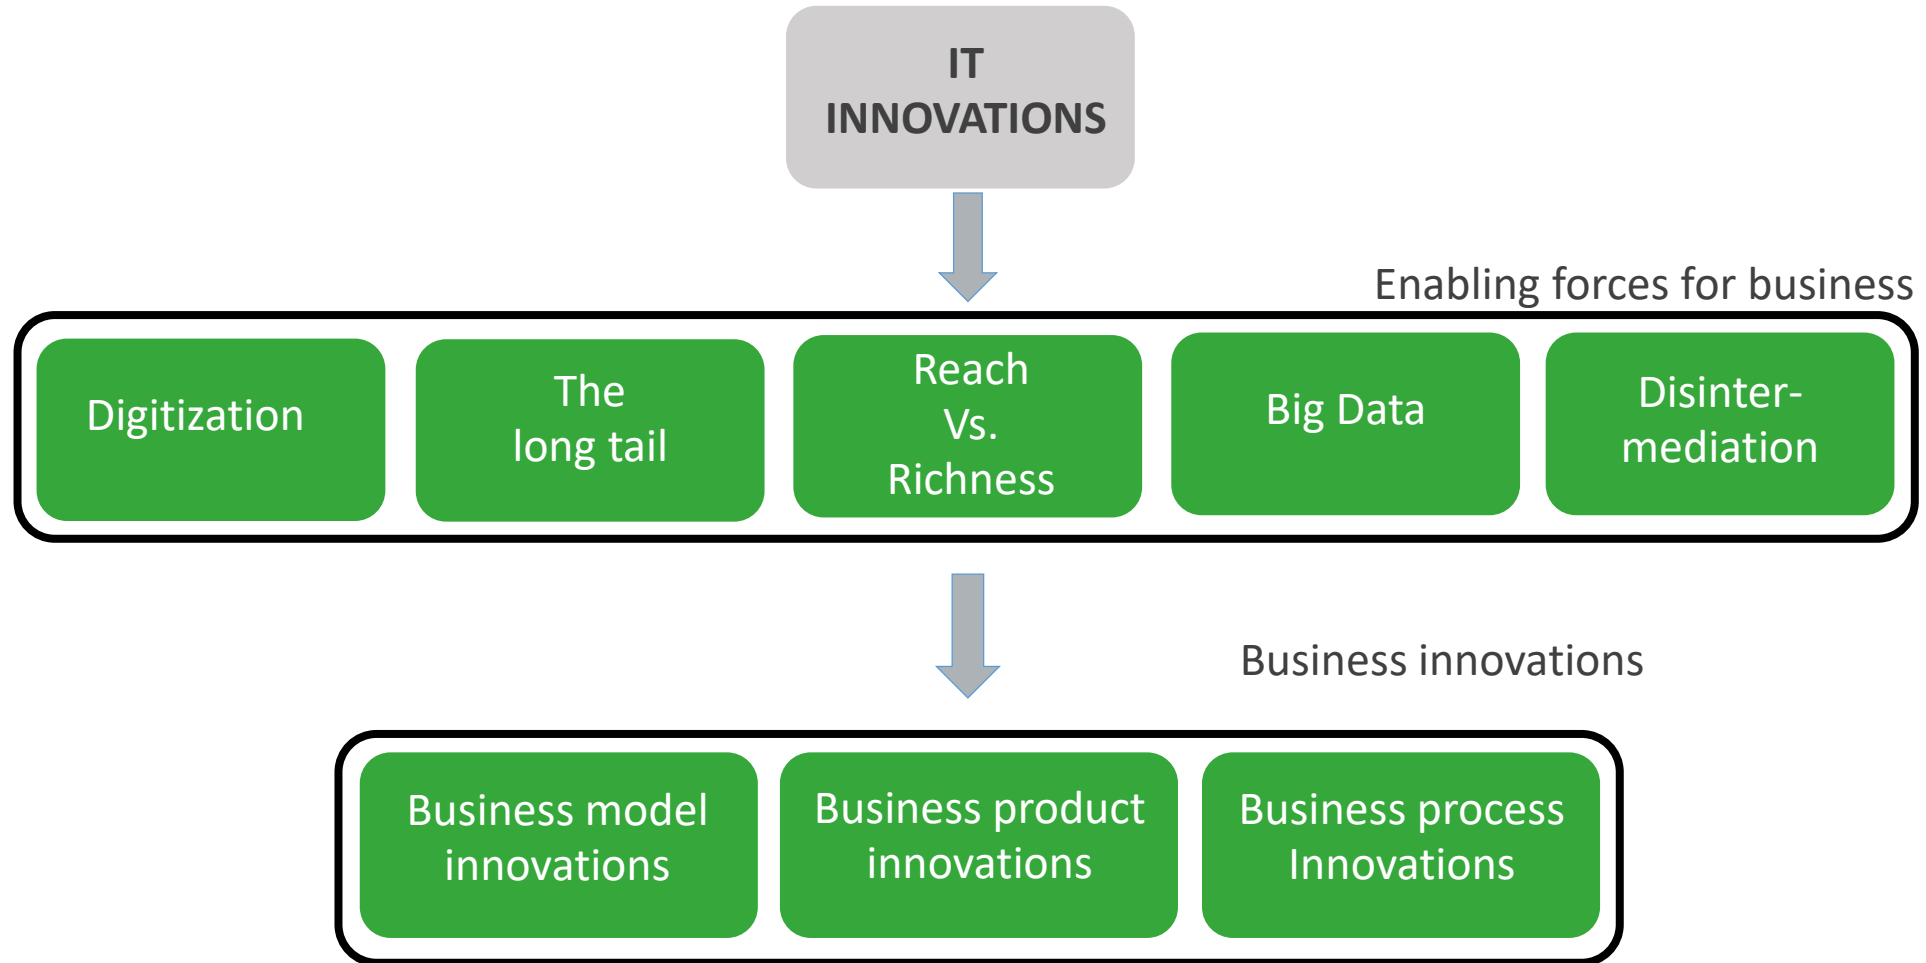 IT
INNOVATIONS
Enabling forces for business
Digitization
The
long tail
Reach
Vs.
Richness
Big Data
Disinter-
mediation
Business innovations
Business model
innovations
Business product
innovations
Business process
Innovations